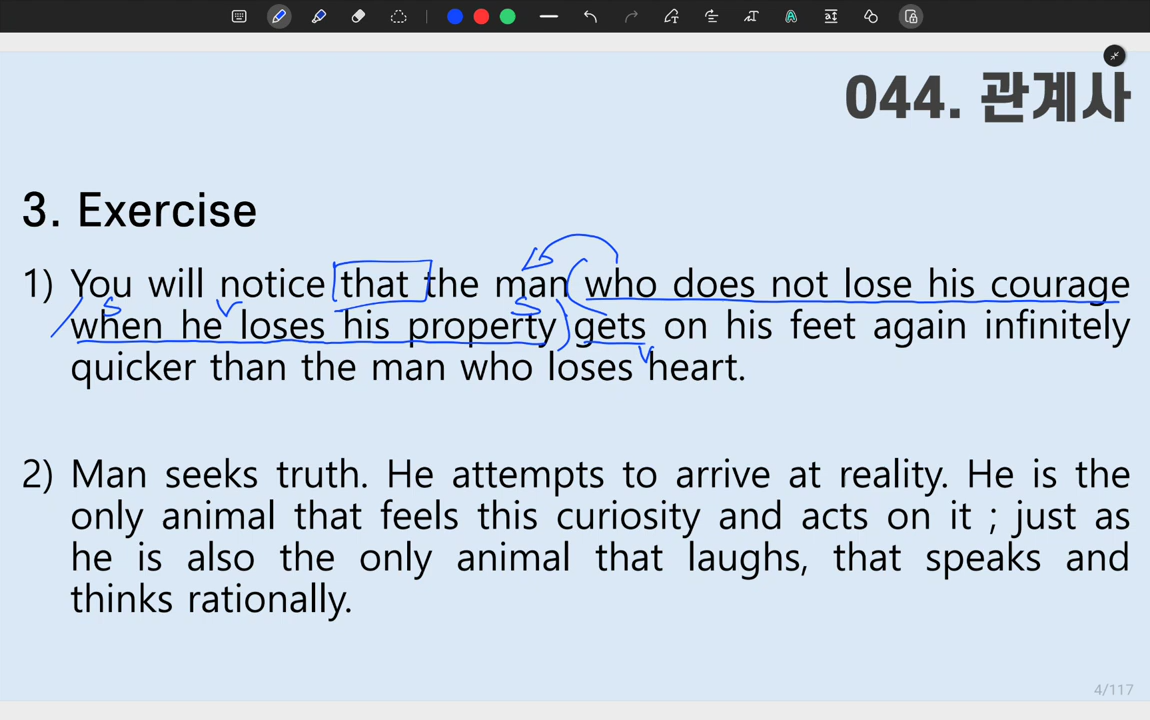 044. 관계사
3. Exercise
1) You will notice that the man who does not lose his courage
s v s
when he loses his property gets on his feet again infinitely
v
quicker than the man who loses heart.
2) Man seeks truth. He attempts to arrive at reality. He is the
only animal that feels this curiosity and acts on it ; just as
he is also the only animal that laughs, that speaks and
thinks rationally.
4/117